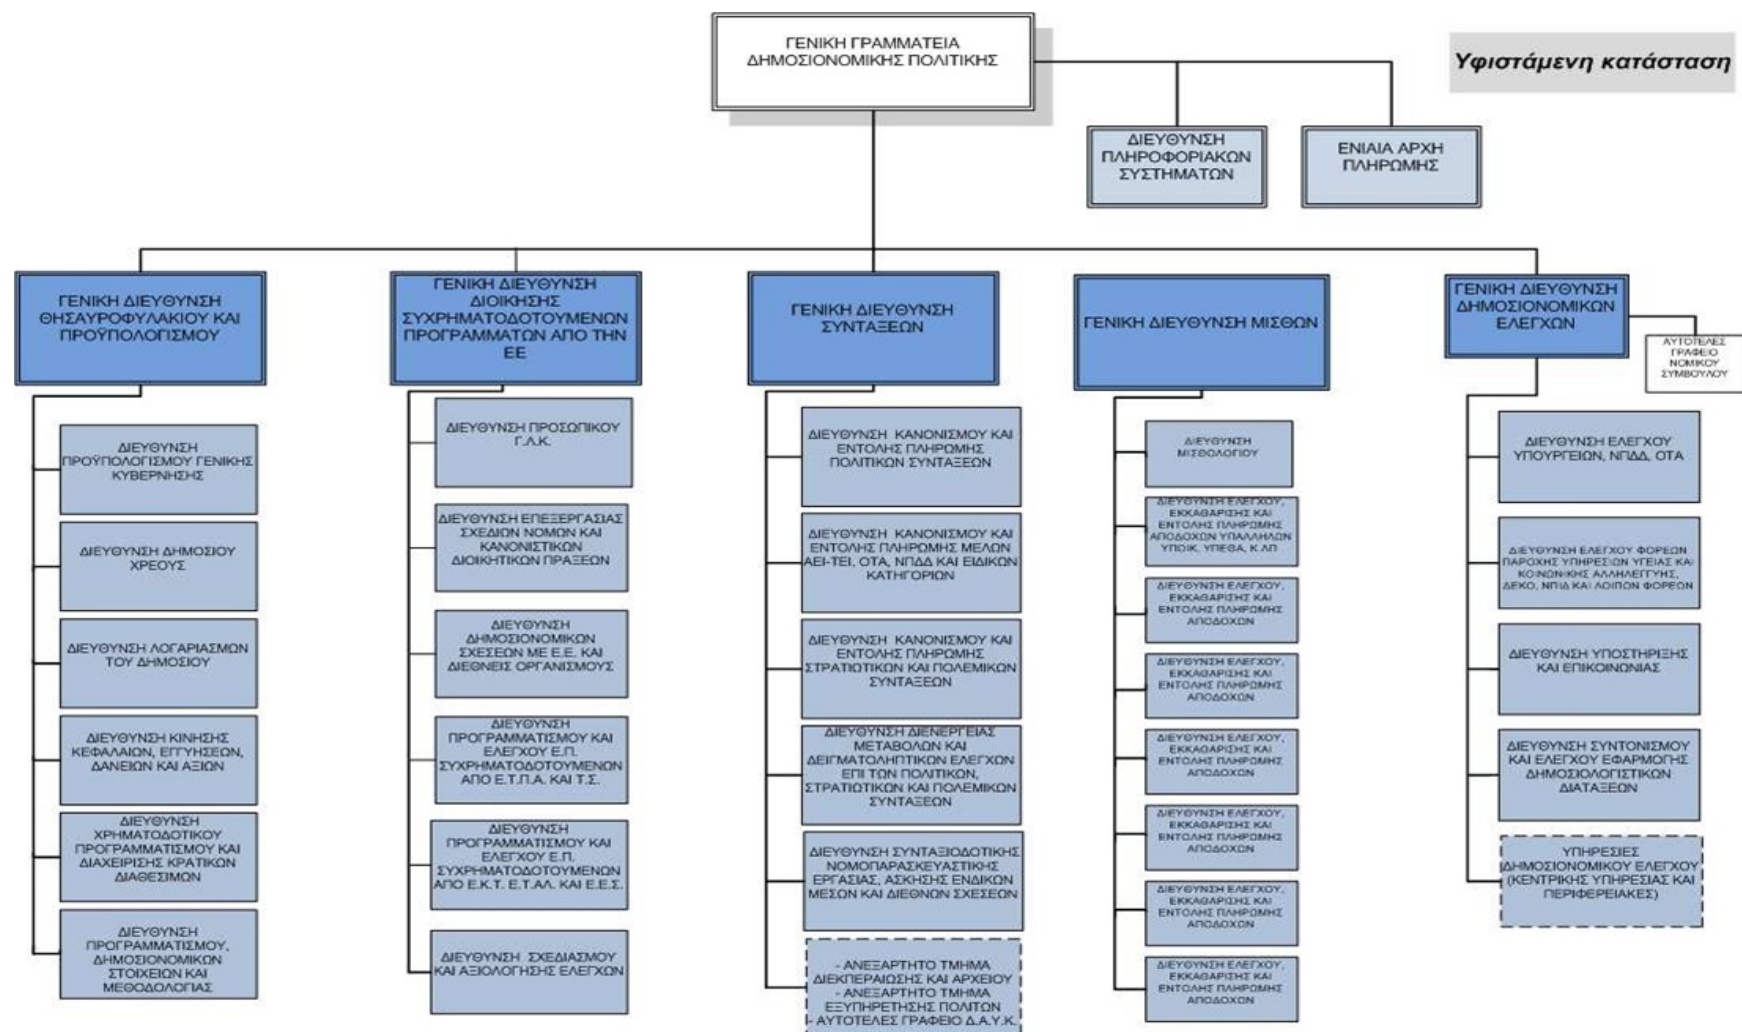 ΓΕΝΙΚΗ ΓΡΑΜΜΑΤΕΙΑ
ΔΗΜΟΣΙΟΝΟΜΙΚΗΣ ΠΟΛΙΤΙΚΗΣ
Υφιστάμενη κατάσταση
ΔΙΕΥΘΥΝΣΗ
ΠΛΗΡΟΦΟΡΙΑΚΩΝ
ΣΥΣΤΗΜΑΤΩΝ
ΕΝΙΑΙΑ ΑΡΧΗ
ΠΛΗΡΩΜΗΣ
ΓΕΝΙΚΗ ΔΙΕΥΘΥΝΣΗ
ΘΗΣΑΥΡΟΦΥΛΑΚΙΟΥ ΚΑΙ
ΠΡΟΫΠΟΛΟΓΙΣΜΟΥ
ΔΙΕΥΘΥΝΣΗ
ΠΡΟΫΠΟΛΟΓΙΣΜΟΥ ΓΕΝΙΚΗΣ
ΚΥΒΕΡΝΗΣΗΣ
ΔΙΕΥΘΥΝΣΗ ΔΗΜΟΣΙΟΥ
ΧΡΕΟΥΣ
ΔΙΕΥΘΥΝΣΗ ΛΟΓΑΡΙΑΣΜΩΝ
ΤΟΥ ΔΗΜΟΣΙΟΥ
ΔΙΕΥΘΥΝΣΗ ΚΙΝΗΣΗΣ
ΚΕΦΑΛΑΙΩΝ, ΕΓΓΥΗΣΕΩΝ,
ΔΑΝΕΙΩΝ ΚΑΙ ΑΞΙΩΝ
ΔΙΕΥΘΥΝΣΗ
ΧΡΗΜΑΤΟΔΟΤΙΚΟΥ
ΠΡΟΓΡΑΜΜΑΤΙΣΜΟΥ ΚΑΙ
ΔΙΑΧΕΙΡΙΣΗΣ ΚΡΑΤΙΚΩΝ
ΔΙΑΘΕΣΙΜΩΝ
ΔΙΕΥΘΥΝΣΗ
ΠΡΟΓΡΑΜΜΑΤΙΣΜΟΥ,
ΔΗΜΟΣΙΟΝΟΜΙΚΩΝ
ΣΤΟΙΧΕΙΩΝ ΚΑΙ
ΜΕΘΟΔΟΛΟΓΙΑΣ
ΓΕΝΙΚΗ ΔΙΕΥΘΥΝΣΗ
ΔΙΟΙΚΗΣΗΣ
ΣΥΧΡΗΜΑΤΟΔΟΤΟΥΜΕΝΩΝ
ΠΡΟΓΡΑΜΜΑΤΩΝ ΑΠΟ ΤΗΝ
ΕΕ
ΔΙΕΥΘΥΝΣΗ ΠΡΟΣΩΠΙΚΟΥ
Γ.Λ.Κ.
ΔΙΕΥΘΥΝΣΗ ΕΠΕΞΕΡΓΑΣΙΑΣ
ΣΧΕΔΙΩΝ ΝΟΜΩΝ ΚΑΙ
ΚΑΝΟΝΙΣΤΙΚΩΝ
ΔΙΟΙΚΗΤΙΚΩΝ ΠΡΑΞΕΩΝ
ΔΙΕΥΘΥΝΣΗ
ΔΗΜΟΣΙΟΝΟΜΙΚΩΝ
ΣΧΕΣΕΩΝ ΜΕ Ε.Ε. ΚΑΙ
ΔΙΕΘΝΕΙΣ ΟΡΓΑΝΙΣΜΟΥΣ
ΔΙΕΥΘΥΝΣΗ
ΠΡΟΓΡΑΜΜΑΤΙΣΜΟΥ ΚΑΙ
ΕΛΕΓΧΟΥ Ε.Π.
ΣΥΧΡΗΜΑΤΟΔΟΤΟΥΜΕΝΩΝ
ΑΠΟ Ε.Τ.Π.Α. ΚΑΙ Τ.Σ.
ΔΙΕΥΘΥΝΣΗ
ΠΡΟΓΡΑΜΜΑΤΙΣΜΟΥ ΚΑΙ
ΕΛΕΓΧΟΥ Ε.Π.
ΣΥΧΡΗΜΑΤΟΔΟΤΟΥΜΕΝΩΝ
ΑΠΟ Ε.Κ.Τ. Ε.Τ.ΑΛ. ΚΑΙ Ε.Ε.Σ.
ΔΙΕΥΘΥΝΣΗ ΣΧΕΔΙΑΣΜΟΥ
ΚΑΙ ΑΞΙΟΛΟΓΗΣΗΣ ΕΛΕΓΧΩΝ
ΓΕΝΙΚΗ ΔΙΕΥΘΥΝΣΗ
ΣΥΝΤΑΞΕΩΝ
ΔΙΕΥΘΥΝΣΗ ΚΑΝΟΝΙΣΜΟΥ ΚΑΙ
ΕΝΤΟΛΗΣ ΠΛΗΡΩΜΗΣ
ΠΟΛΙΤΙΚΩΝ ΣΥΝΤΑΞΕΩΝ
ΔΙΕΥΘΥΝΣΗ ΚΑΝΟΝΙΣΜΟΥ ΚΑΙ
ΕΝΤΟΛΗΣ ΠΛΗΡΩΜΗΣ ΜΕΛΩΝ
ΑΕΙ-ΤΕΙ, ΟΤΑ, ΝΠΔΔ ΚΑΙ ΕΙΔΙΚΩΝ
ΚΑΤΗΓΟΡΙΩΝ
ΔΙΕΥΘΥΝΣΗ ΚΑΝΟΝΙΣΜΟΥ ΚΑΙ
ΕΝΤΟΛΗΣ ΠΛΗΡΩΜΗΣ
ΣΤΡΑΤΙΩΤΙΚΩΝ ΚΑΙ ΠΟΛΕΜΙΚΩΝ
ΣΥΝΤΑΞΕΩΝ
ΔΙΕΥΘΥΝΣΗ ΔΙΕΝΕΡΓΕΙΑΣ
ΜΕΤΑΒΟΛΩΝ ΚΑΙ
ΔΕΙΓΜΑΤΟΛΗΠΤΙΚΩΝ ΕΛΕΓΧΩΝ
ΕΠΙ ΤΩΝ ΠΟΛΙΤΙΚΩΝ,
ΣΤΡΑΤΙΩΤΙΚΩΝ ΚΑΙ ΠΟΛΕΜΙΚΩΝ
ΣΥΝΤΑΞΕΩΝ
ΔΙΕΥΘΥΝΣΗ ΣΥΝΤΑΞΙΟΔΟΤΙΚΗΣ
ΝΟΜΟΠΑΡΑΣΚΕΥΑΣΤΙΚΗΣ
ΕΡΓΑΣΙΑΣ, ΑΣΚΗΣΗΣ ΕΝΔΙΚΩΝ
ΜΕΣΩΝ ΚΑΙ ΔΙΕΘΝΩΝ ΣΧΕΣΕΩΝ
- ΑΝΕΞΑΡΤΗΤΟ ΤΜΗΜΑ
ΔΙΕΚΠΕΡΑΙΩΣΗΣ ΚΑΙ ΑΡΧΕΙΟΥ
- ΑΝΕΞΑΡΤΗΤΟ ΤΜΗΜΑ
ΕΞΥΠΗΡΕΤΗΣΗΣ ΠΟΛΙΤΩΝ
- ΑΥΤΟΤΕΛΕΣ ΓΡΑΦΕΙΟ Δ.Α.Υ.Κ.
ΓΕΝΙΚΗ ΔΙΕΥΘΥΝΣΗ ΜΙΣΘΩΝ
ΔΙΕΥΘΥΝΣΗ
ΜΙΣΘΟΛΟΓΙΟΥ
ΔΙΕΥΘΥΝΣΗ ΕΛΕΓΧΟΥ,
ΕΚΚΑΘΑΡΙΣΗΣ ΚΑΙ
ΕΝΤΟΛΗΣ ΠΛΗΡΩΜΗΣ
ΑΠΟΔΟΧΩΝ ΥΠΑΛΛΗΛΩΝ
ΥΠΟΙΚ, ΥΠΕΘΑ, Κ.ΛΠ
ΔΙΕΥΘΥΝΣΗ ΕΛΕΓΧΟΥ,
ΕΚΚΑΘΑΡΙΣΗΣ ΚΑΙ
ΕΝΤΟΛΗΣ ΠΛΗΡΩΜΗΣ
ΑΠΟΔΟΧΩΝ
ΔΙΕΥΘΥΝΣΗ ΕΛΕΓΧΟΥ,
ΕΚΚΑΘΑΡΙΣΗΣ ΚΑΙ
ΕΝΤΟΛΗΣ ΠΛΗΡΩΜΗΣ
ΑΠΟΔΟΧΩΝ
ΔΙΕΥΘΥΝΣΗ ΕΛΕΓΧΟΥ,
ΕΚΚΑΘΑΡΙΣΗΣ ΚΑΙ
ΕΝΤΟΛΗΣ ΠΛΗΡΩΜΗΣ
ΑΠΟΔΟΧΩΝ
ΔΙΕΥΘΥΝΣΗ ΕΛΕΓΧΟΥ,
ΕΚΚΑΘΑΡΙΣΗΣ ΚΑΙ
ΕΝΤΟΛΗΣ ΠΛΗΡΩΜΗΣ
ΑΠΟΔΟΧΩΝ
ΔΙΕΥΘΥΝΣΗ ΕΛΕΓΧΟΥ,
ΕΚΚΑΘΑΡΙΣΗΣ ΚΑΙ
ΕΝΤΟΛΗΣ ΠΛΗΡΩΜΗΣ
ΑΠΟΔΟΧΩΝ
ΔΙΕΥΘΥΝΣΗ ΕΛΕΓΧΟΥ,
ΕΚΚΑΘΑΡΙΣΗΣ ΚΑΙ
ΕΝΤΟΛΗΣ ΠΛΗΡΩΜΗΣ
ΑΠΟΔΟΧΩΝ
ΓΕΝΙΚΗ ΔΙΕΥΘΥΝΣΗ
ΔΗΜΟΣΙΟΝΟΜΙΚΩΝ
ΕΛΕΓΧΩΝ
ΑΥΤΟΤΕΛΕΣ
ΓΡΑΦΕΙΟ
ΝΟΜΙΚΟΥ
ΣΥΜΒΟΥΛΟΥ
ΔΙΕΥΘΥΝΣΗ ΕΛΕΓΧΟΥ
ΥΠΟΥΡΓΕΙΩΝ, ΝΠΔΔ, ΟΤΑ
ΔΙΕΥΘΥΝΣΗ ΕΛΕΓΧΟΥ ΦΟΡΕΩΝ
ΠΑΡΟΧΗΣ ΥΠΗΡΕΣΙΩΝ ΥΓΕΙΑΣ ΚΑΙ
ΚΟΙΝΩΝΙΚΗΣ ΑΛΛΗΛΕΓΓΥΗΣ,
ΔΕΚΟ, ΝΠΙΔ ΚΑΙ ΛΟΙΠΩΝ ΦΟΡΕΩΝ
ΔΙΕΥΘΥΝΣΗ ΥΠΟΣΤΗΡΙΞΗΣ
ΚΑΙ ΕΠΙΚΟΙΝΩΝΙΑΣ
ΔΙΕΥΘΥΝΣΗ ΣΥΝΤΟΝΙΣΜΟΥ
ΚΑΙ ΕΛΕΓΧΟΥ ΕΦΑΡΜΟΓΗΣ
ΔΗΜΟΣΙΟΛΟΓΙΣΤΙΚΩΝ
ΔΙΑΤΑΞΕΩΝ
ΥΠΗΡΕΣΙΕΣ
ΔΗΜΟΣΙΟΝΟΜΙΚΟΥ ΕΛΕΓΧΟΥ
(ΚΕΝΤΡΙΚΗΣ ΥΠΗΡΕΣΙΑΣ ΚΑΙ
ΠΕΡΙΦΕΡΕΙΑΚΕΣ)